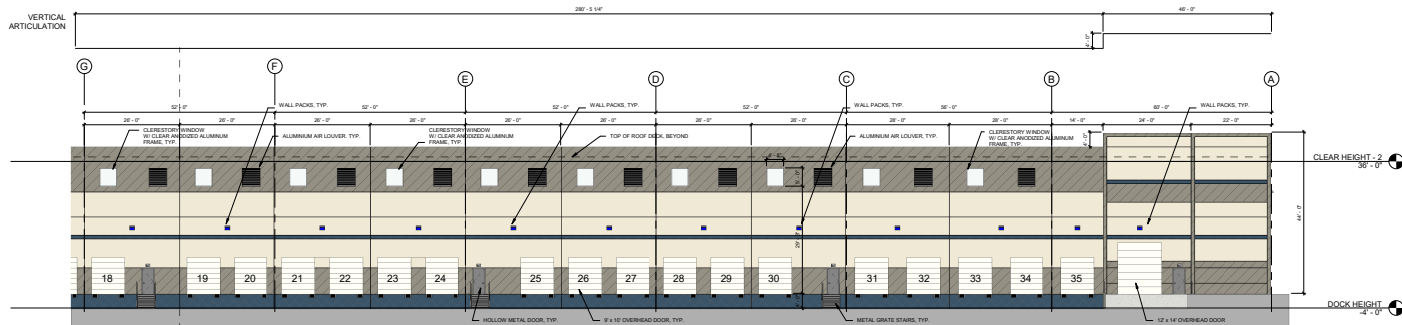 VERTICAL
ARTICULATION
280' - 5 1/4"
46' - 0"
4' - 0"
G
F
E
D
C
B
A
52' - 0"
52' - 0"
52' - 0"
52' - 0"
56' - 0"
60' - 0"
WALL PACKS, TYP.
WALL PACKS, TYP.
WALL PACKS, TYP.
WALL PACKS, TYP.
26' - 0"
26' - 0"
26' - 0"
26' - 0"
26' - 0"
26' - 0"
26' - 0"
26' - 0"
28' - 0"
28' - 0"
14' - 0"
24' - 0"
22' - 0"
CLERESTORY WINDOW
W/ CLEAR ANODIZED ALUMINUM
FRAME, TYP.
ALUMINIUM AIR LOUVER, TYP.
CLERESTORY WINDOW
W/ CLEAR ANODIZED ALUMINUM
FRAME, TYP.
TOP OF ROOF DECK, BEYOND
ALUMINIUM AIR LOUVER, TYP.
CLERESTORY WINDOW
W/ CLEAR ANODIZED ALUMINUM
FRAME, TYP.
4' - 0"
CLEAR HEIGHT - 2
36' - 0"
44' - 0"
18
19
20
21
22
23
24
25
26
27
28
29
30
31
32
33
34
35
4' - 0"
DOCK HEIGHT
-4' - 0"
HOLLOW METAL DOOR, TYP.
9' x 10' OVERHEAD DOOR, TYP.
METAL GRATE STAIRS, TYP.
12' x 14' OVERHEAD DOOR